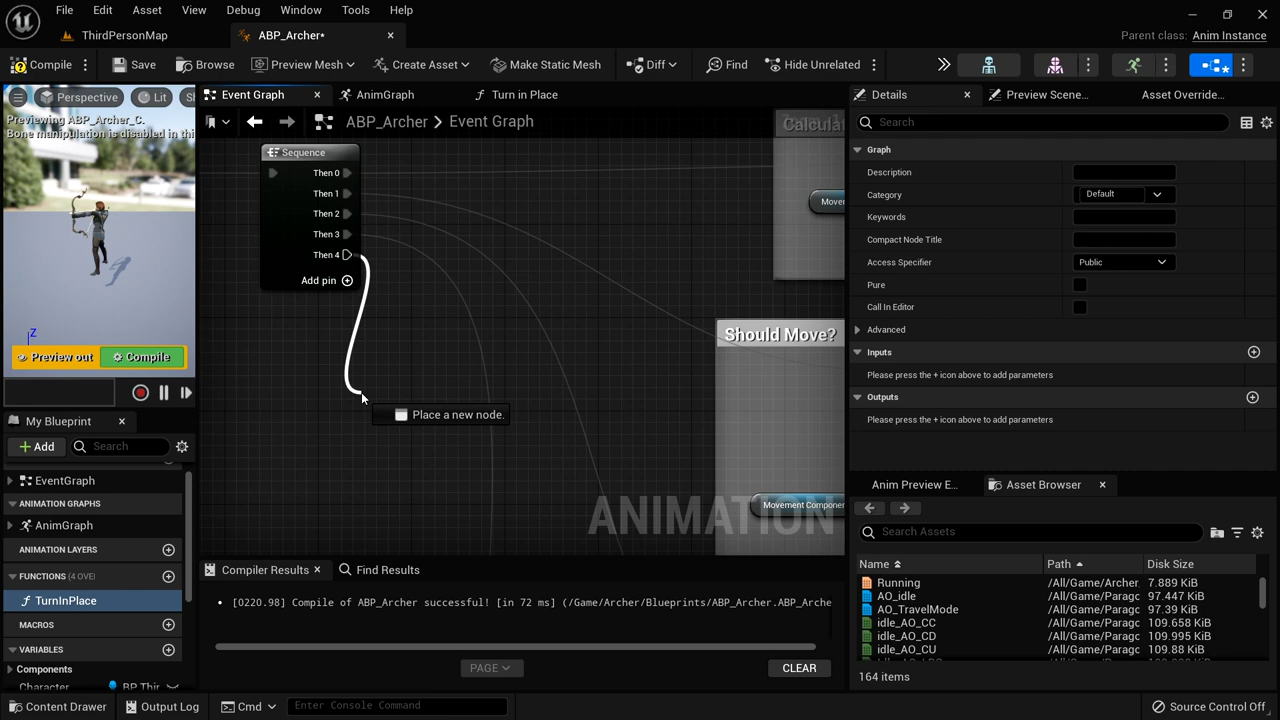 File Edit Asset View Debug Window Tools Help
ThirdPersonMap
ABP_Archer*
Parent class: Anim Instance
Compile
Save
Browse
Preview Mesh
Create Asset
Make Static Mesh
Diff
Find
Hide Unrelated
Perspective
Lit
Previewing ABP_Archer_C.
Bone manipulation is disabled in thi
Z
Preview out
Compile
Event Graph
AnimGraph
Turn in Place
ABP_Archer > Event Graph
Sequence
Then 0
Then 1
Then 2
Then 3
Then 4
Add pin
Place a new node.
Calculat
Mover
Should Move?
Movement Componer
ANIMATION
My Blueprint
Add
Search
EventGraph
ANIMATION GRAPHS
AnimGraph
ANIMATION LAYERS
FUNCTIONS (4 OVE
TurnInPlace
MACROS
VARIABLES
Components
Character
BP Thir
Compiler Results
Find Results
[0220.98] Compile of ABP_Archer successful! [in 72 ms] (/Game/Archer/Blueprints/ABP_Archer.ABP_Arche
PAGE
CLEAR
Details
Preview Scene...
Asset Override...
Search
Graph
Description
Category
Default
Keywords
Compact Node Title
Access Specifier
Public
Pure
Call In Editor
Advanced
Inputs
Please press the + icon above to add parameters
Outputs
Please press the + icon above to add parameters
Anim Preview E...
Asset Browser
Search Assets
Name Path Disk Size
Running /All/Game/Archer 7.889 KiB
AO_idle /All/Game/Paragc 97.447 KiB
AO_TravelMode /All/Game/Paragc 97.39 KiB
idle_AO_CC /All/Game/Paragc 109.658 KiB
idle_AO_CD /All/Game/Paragc 109.995 KiB
idle_AO_CU /All/Game/Paragc 109.88 KiB
164 items
Content Drawer
Output Log
Cmd
Enter Console Command
Source Control Off